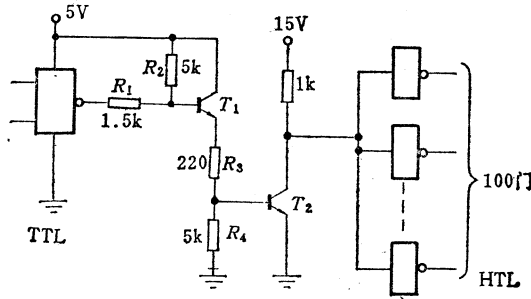 5V
15V
R₂
5k
1k
R₁
1.5k
T₁
220
R₃
T₂
100门
5k
R₄
TTL
HTL